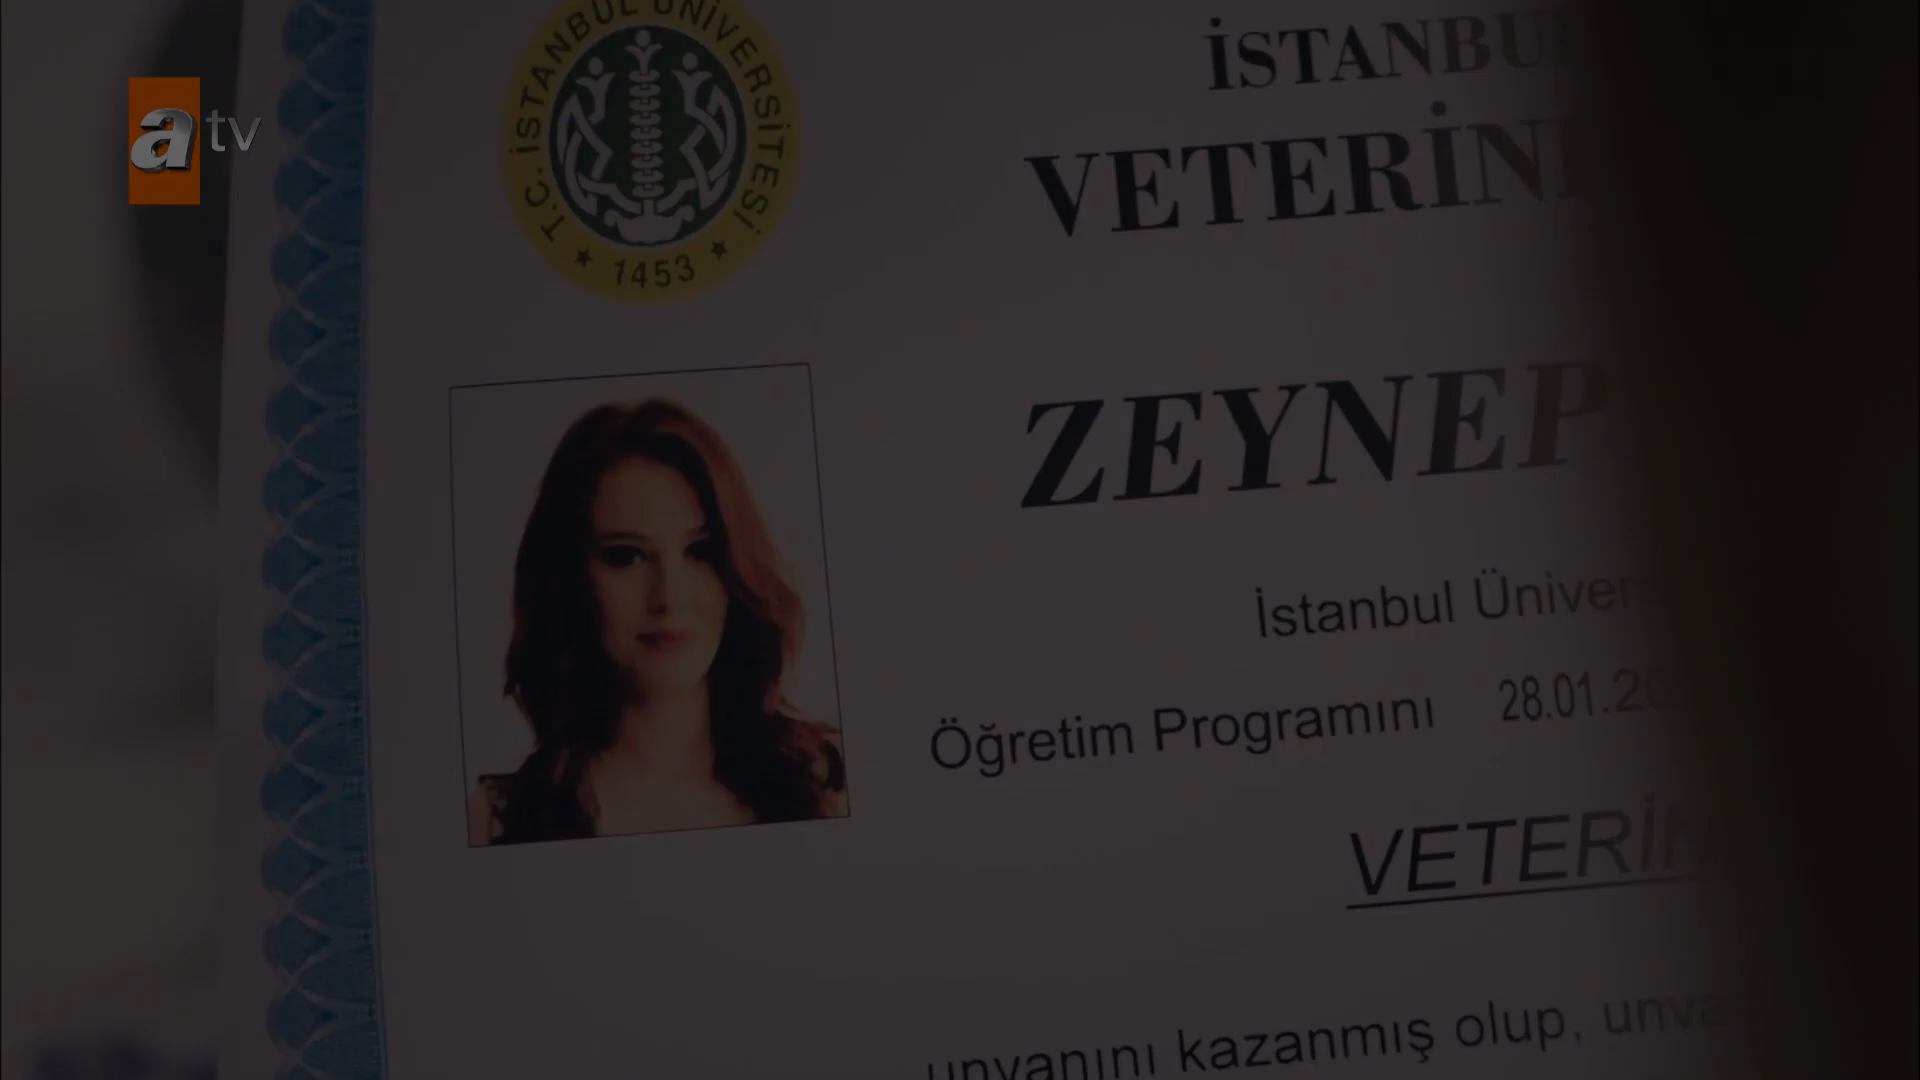 atv
T.C. İSTANBUL ÜNİVERSİTESİ
★ 1453 ★
İSTANBU
VETERİN
ZEYNEP
İstanbul Üniver
Öğretim Programını 28.01.20
VETERİN
unvanını kazanmış olup, unva